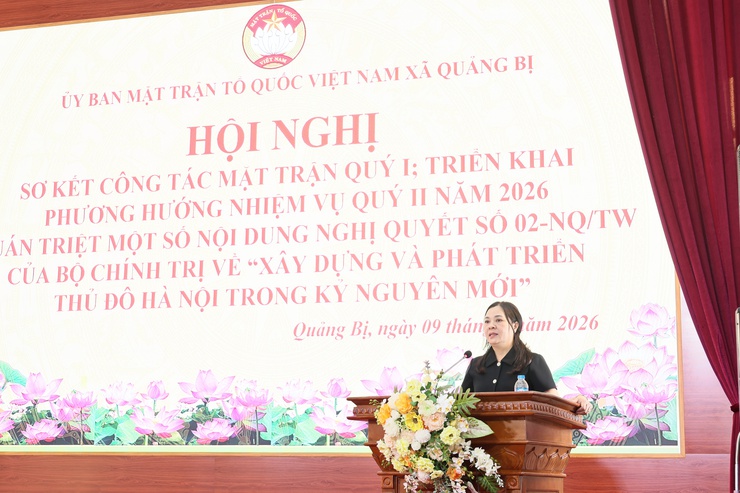 MẶT TRẬN TỔ QUỐC
VIỆT NAM
ỦY BAN MẶT TRẬN TỔ QUỐC VIỆT NAM XÃ QUẢNG BỊ
HỘI NGHỊ
SƠ KẾT CÔNG TÁC MẶT TRẬN QUÝ I; TRIỂN KHAI
PHƯƠNG HƯỚNG NHIỆM VỤ QUÝ II NĂM 2026
UÁN TRIỆT MỘT SỐ NỘI DUNG NGHỊ QUYẾT SỐ 02-NQ/TW
CỦA BỘ CHÍNH TRỊ VỀ “XÂY DỰNG VÀ PHÁT TRIỂN
THỦ ĐÔ HÀ NỘI TRONG KỶ NGUYÊN MỚI”
Quảng Bị, ngày 09 thán năm 2026